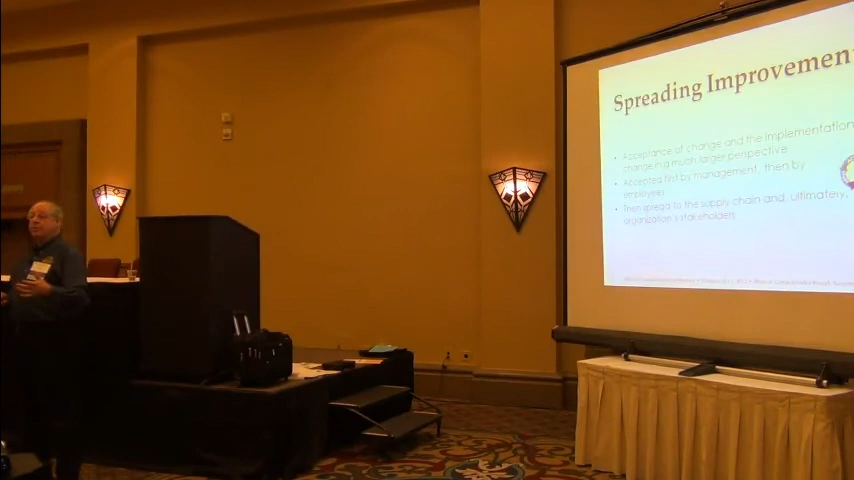 Spreading Improvemen
• Acceptance of change and the implementation
change in a much larger perspective
• Accepted first by management, then by
employees
• Then spread to the supply chain and, ultimately,
organization's stakeholders